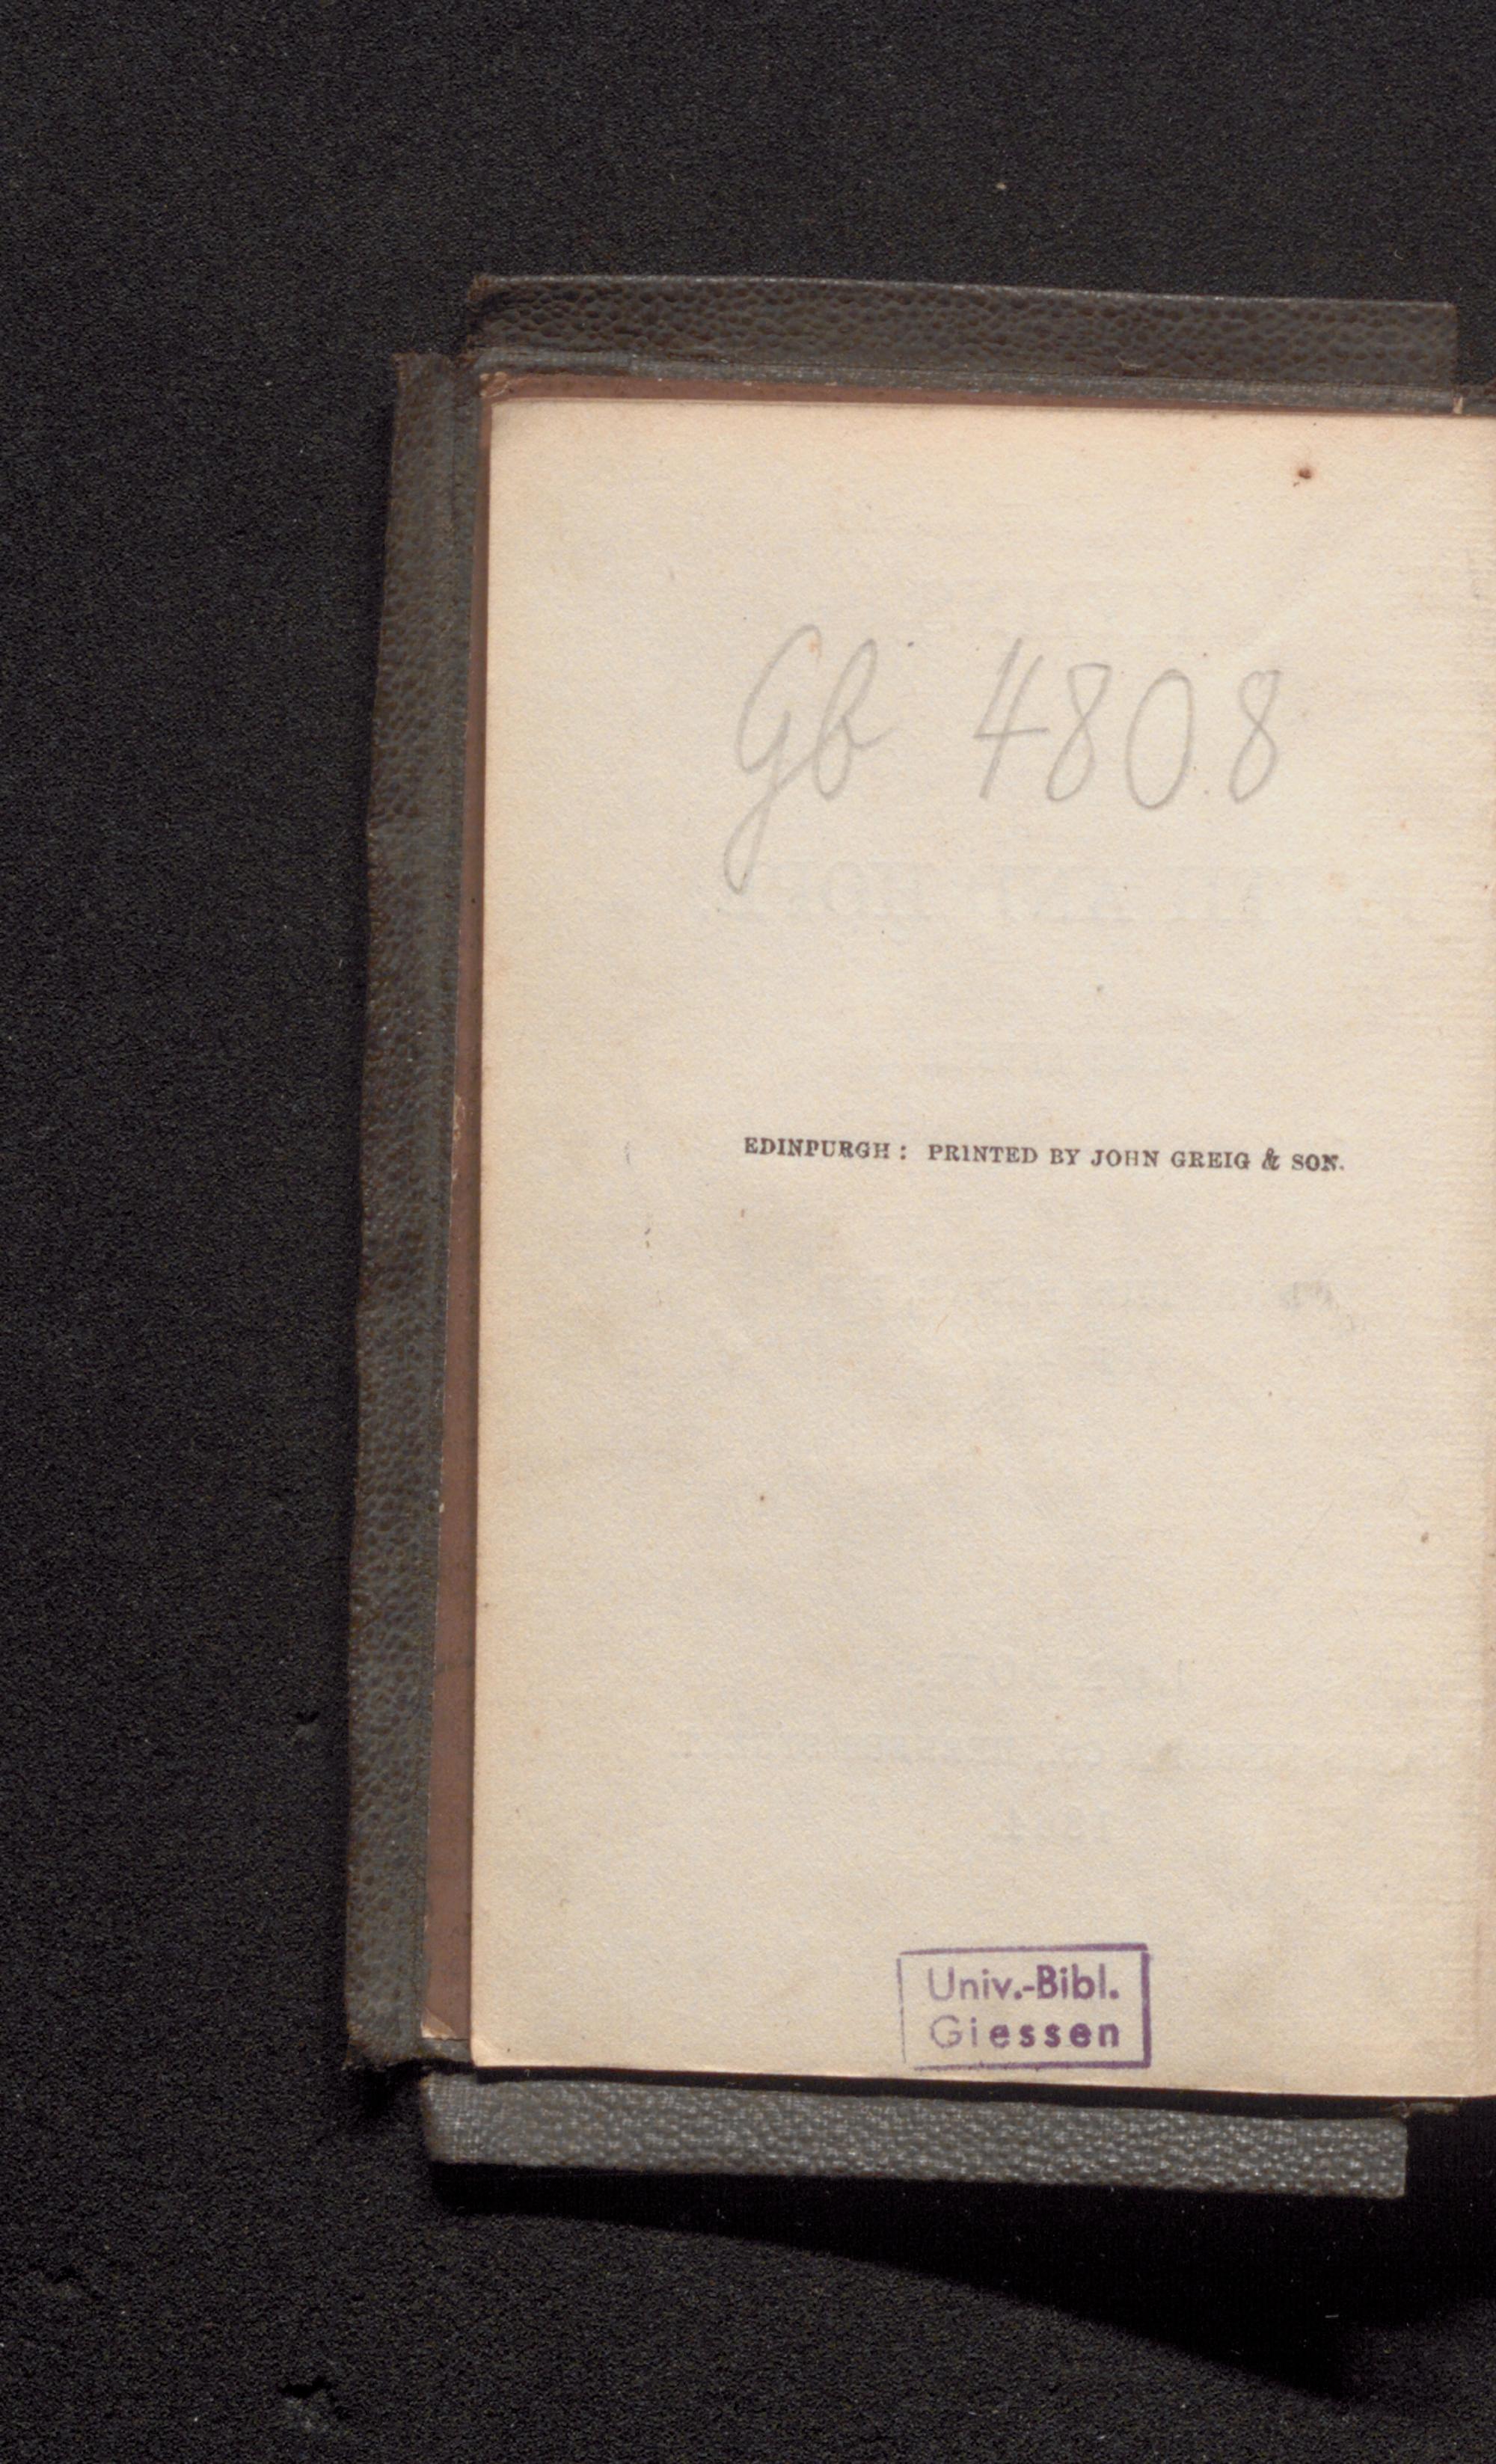 Gb 4808
EDINPURGH: PRINTED BY JOHN GREIG & SON.
Univ.-Bibl.
Giessen